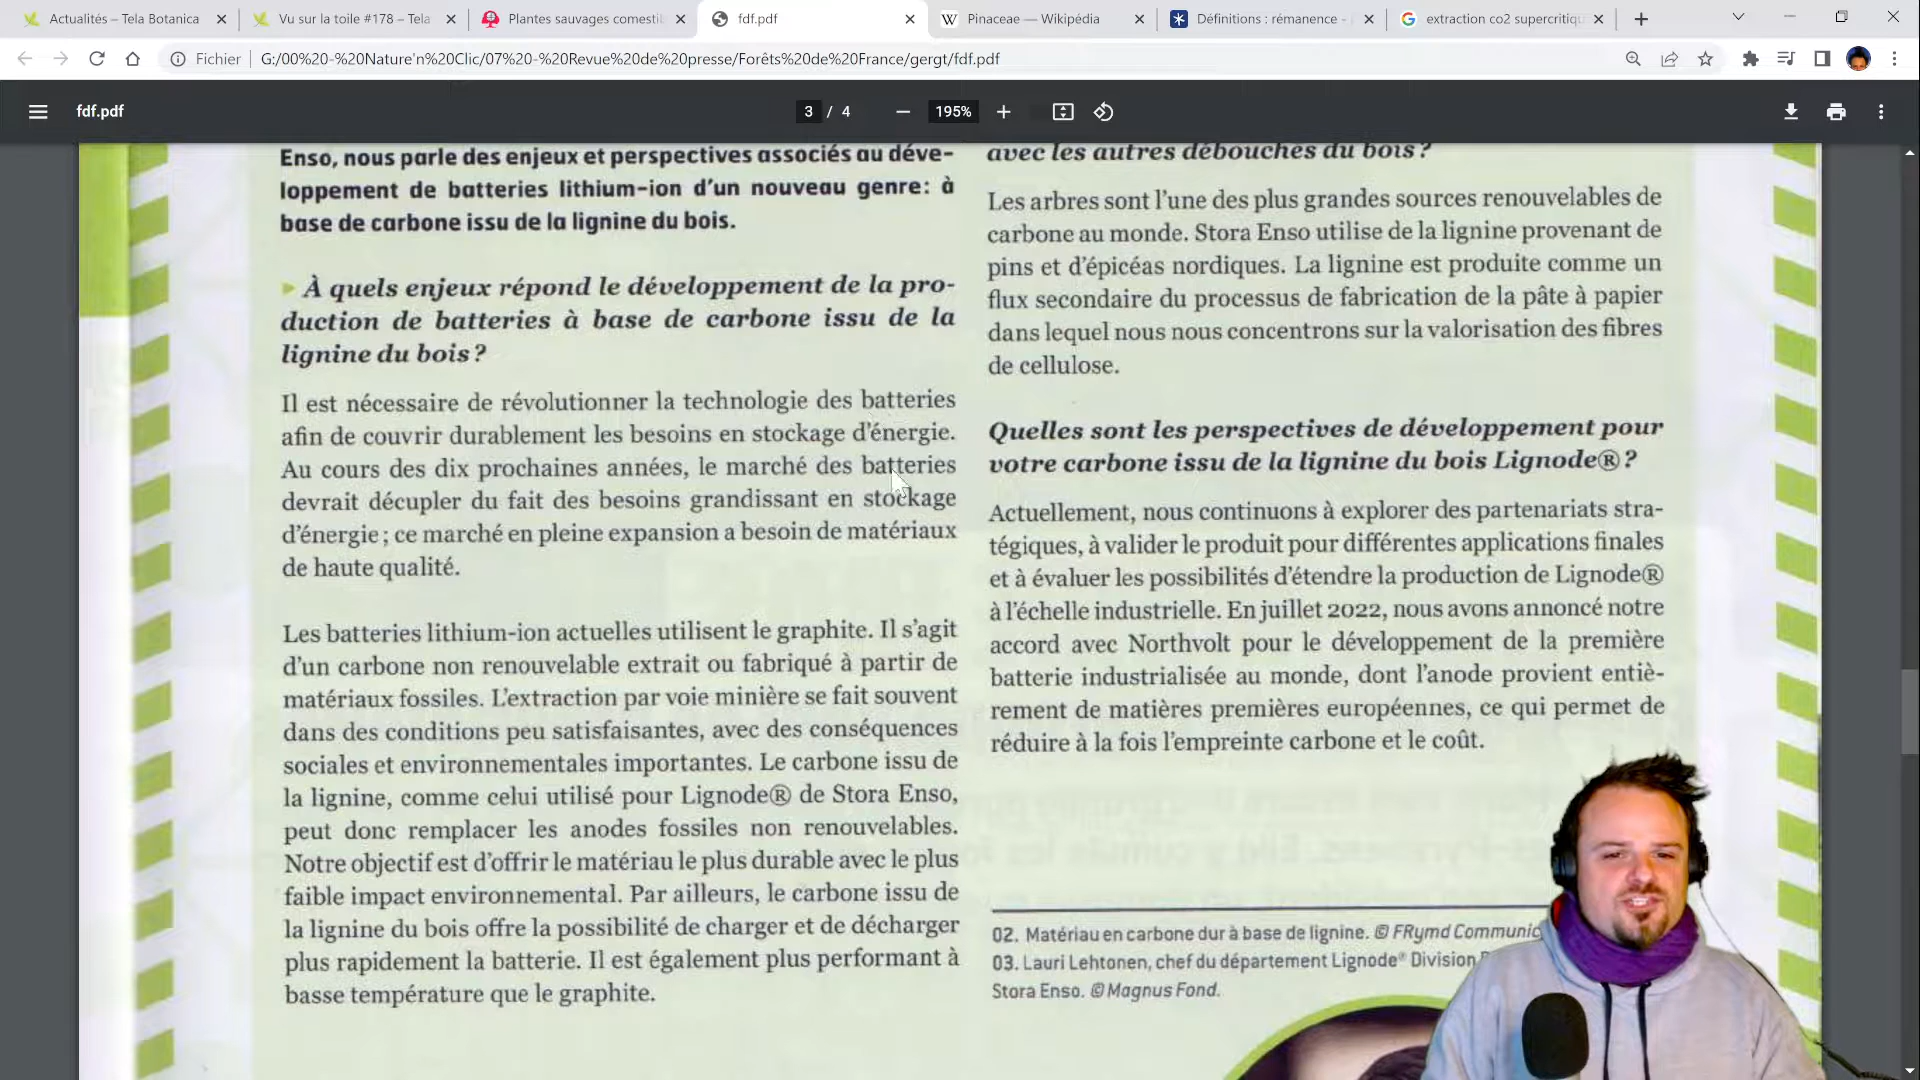 Actualités – Tela Botanica
Vu sur la toile #178 – Tela
Plantes sauvages comesti
fdf.pdf
Pinaceae — Wikipédia
Définitions : rémanence -
extraction co2 supercritiqu
Fichier
G:/00%20-%20Nature'n%20Clic/07%20-%20Revue%20de%20presse/Forêts%20de%20France/gergt/fdf.pdf
fdf.pdf
3 / 4
195%
Enso, nous parle des enjeux et perspectives associés au déve-
loppement de batteries lithium-ion d'un nouveau genre: à
base de carbone issu de la lignine du bois.
À quels enjeux répond le développement de la pro-
duction de batteries à base de carbone issu de la
lignine du bois ?
Il est nécessaire de révolutionner la technologie des batteries
afin de couvrir durablement les besoins en stockage d'énergie.
Au cours des dix prochaines années, le marché des batteries
devrait décupler du fait des besoins grandissant en stockage
d'énergie ; ce marché en pleine expansion a besoin de matériaux
de haute qualité.
Les batteries lithium-ion actuelles utilisent le graphite. Il s'agit
d'un carbone non renouvelable extrait ou fabriqué à partir de
matériaux fossiles. L'extraction par voie minière se fait souvent
dans des conditions peu satisfaisantes, avec des conséquences
sociales et environnementales importantes. Le carbone issu de
la lignine, comme celui utilisé pour Lignode® de Stora Enso,
peut donc remplacer les anodes fossiles non renouvelables.
Notre objectif est d'offrir le matériau le plus durable avec le plus
faible impact environnemental. Par ailleurs, le carbone issu de
la lignine du bois offre la possibilité de charger et de décharger
plus rapidement la batterie. Il est également plus performant à
basse température que le graphite.
avec les autres débouchés du bois ?
Les arbres sont l'une des plus grandes sources renouvelables de
carbone au monde. Stora Enso utilise de la lignine provenant de
pins et d'épicéas nordiques. La lignine est produite comme un
flux secondaire du processus de fabrication de la pâte à papier
dans lequel nous nous concentrons sur la valorisation des fibres
de cellulose.
Quelles sont les perspectives de développement pour
votre carbone issu de la lignine du bois Lignode® ?
Actuellement, nous continuons à explorer des partenariats stra-
tégiques, à valider le produit pour différentes applications finales
et à évaluer les possibilités d'étendre la production de Lignode®
à l'échelle industrielle. En juillet 2022, nous avons annoncé notre
accord avec Northvolt pour le développement de la première
batterie industrialisée au monde, dont l'anode provient entiè-
rement de matières premières européennes, ce qui permet de
réduire à la fois l'empreinte carbone et le coût.
02. Matériau en carbone dur à base de lignine. © FRymd Communic
03. Lauri Lehtonen, chef du département Lignode® Division
Stora Enso. © Magnus Fond.